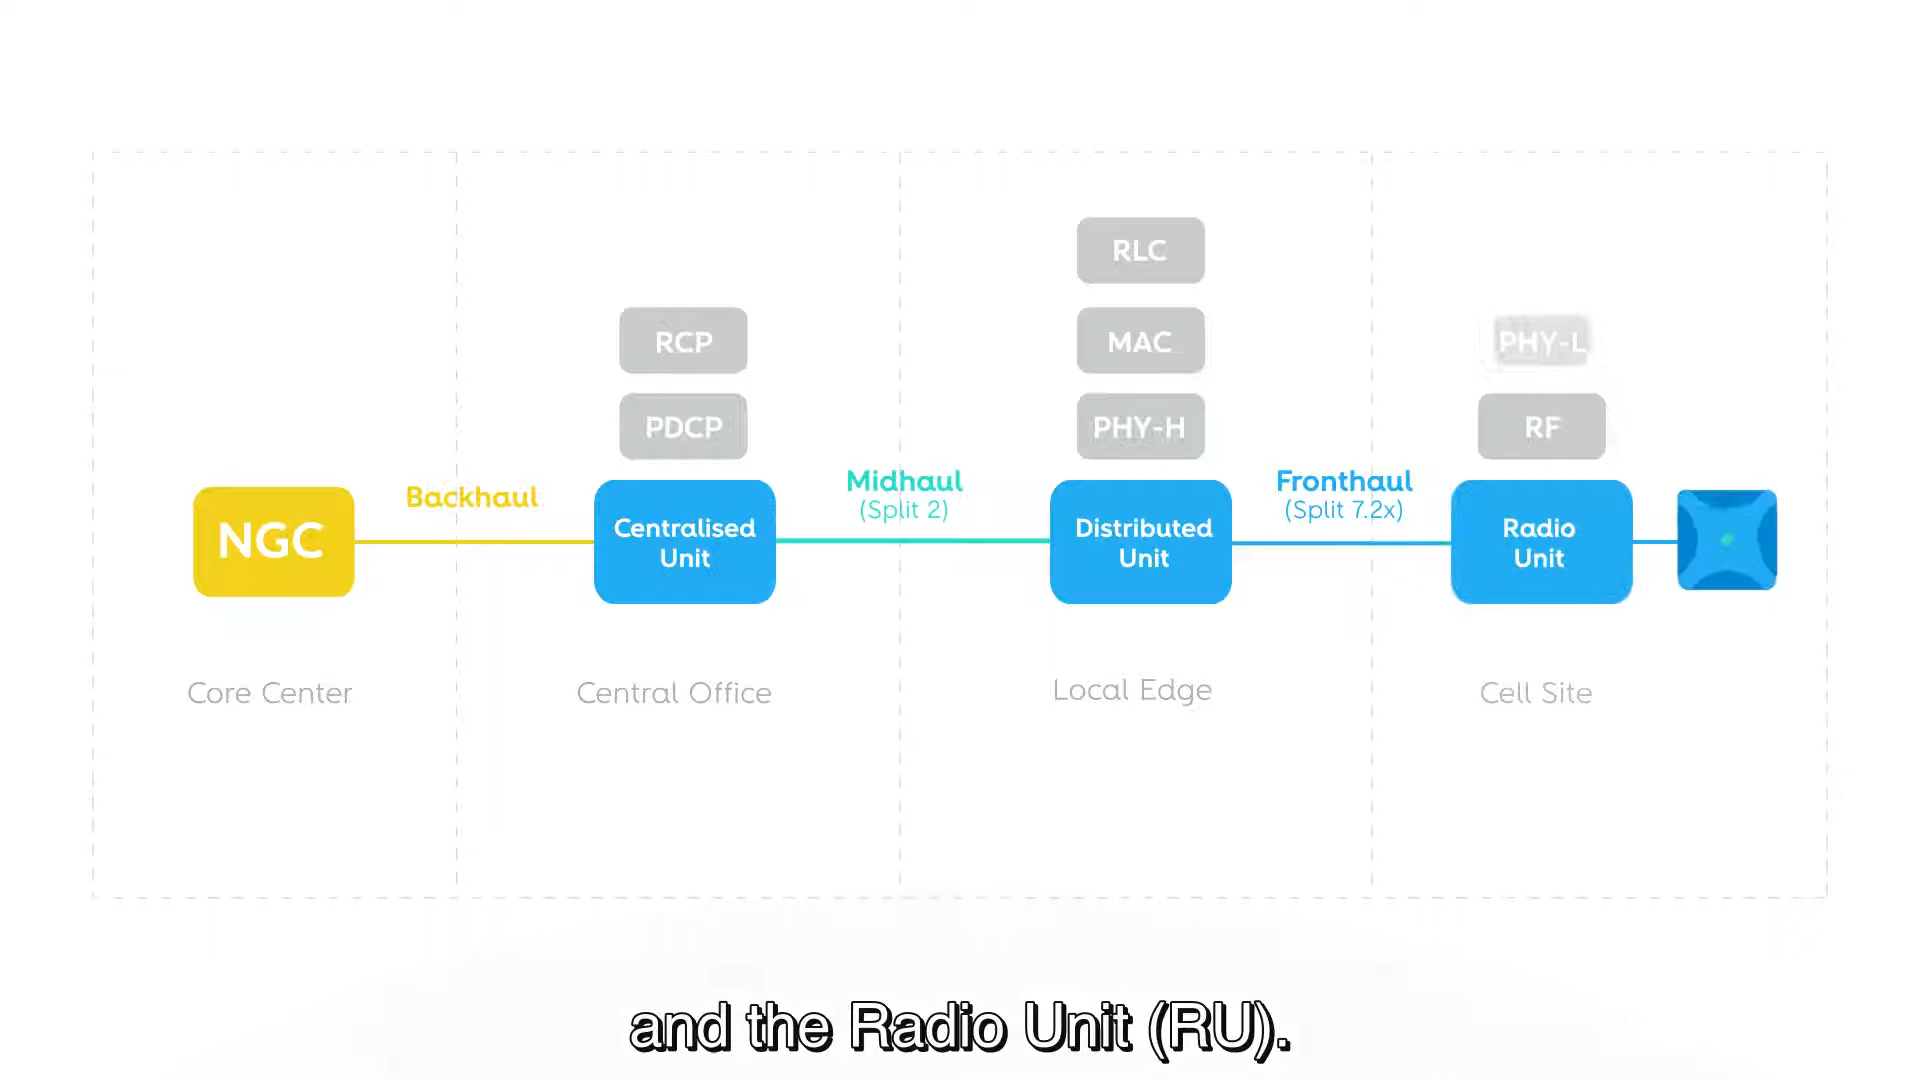 RLC
RCP
MAC
PHY-L
PDCP
PHY-H
RF
NGC
Backhaul
Centralised
Unit
Midhaul
(Split 2)
Distributed
Unit
Fronthaul
(Split 7.2x)
Radio
Unit
Core Center
Central Office
Local Edge
Cell Site
and the Radio Unit (RU).